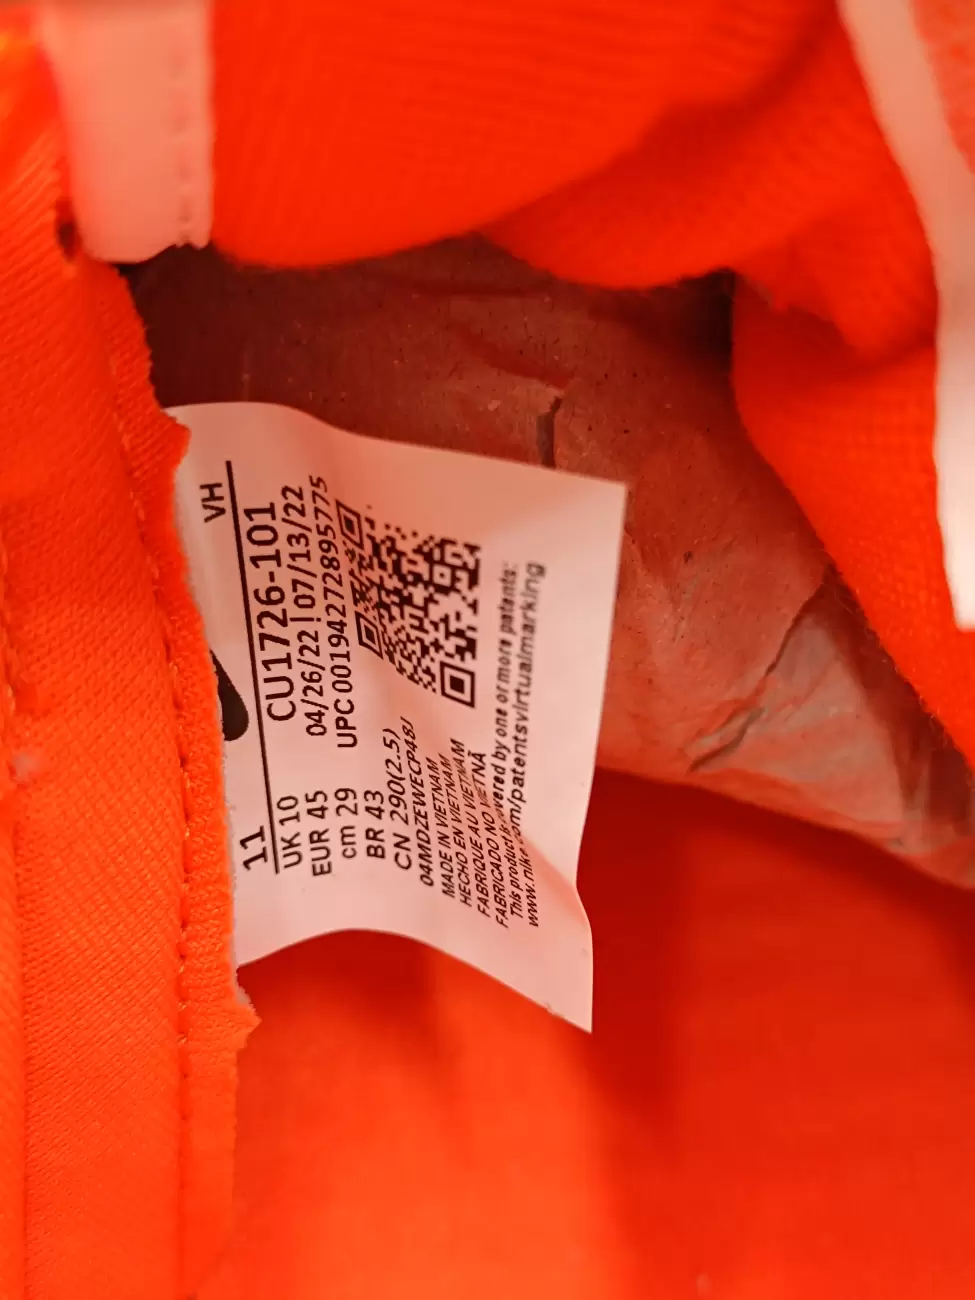 VH
11 CU1726-101
UK 10 04/26/22 | 07/13/22
EUR 45 UPC 00194272895775
cm 29
BR 43
CN 290(2.5)
04MDZEWECP48J
MADE IN VIETNAM
HECHO EN VIETNAM
FABRIQUE AU VIETNAM
FABRICADO NO VIETNÃ
This product is covered by one or more patents:
www.nike.com/patentsvirtualmarking